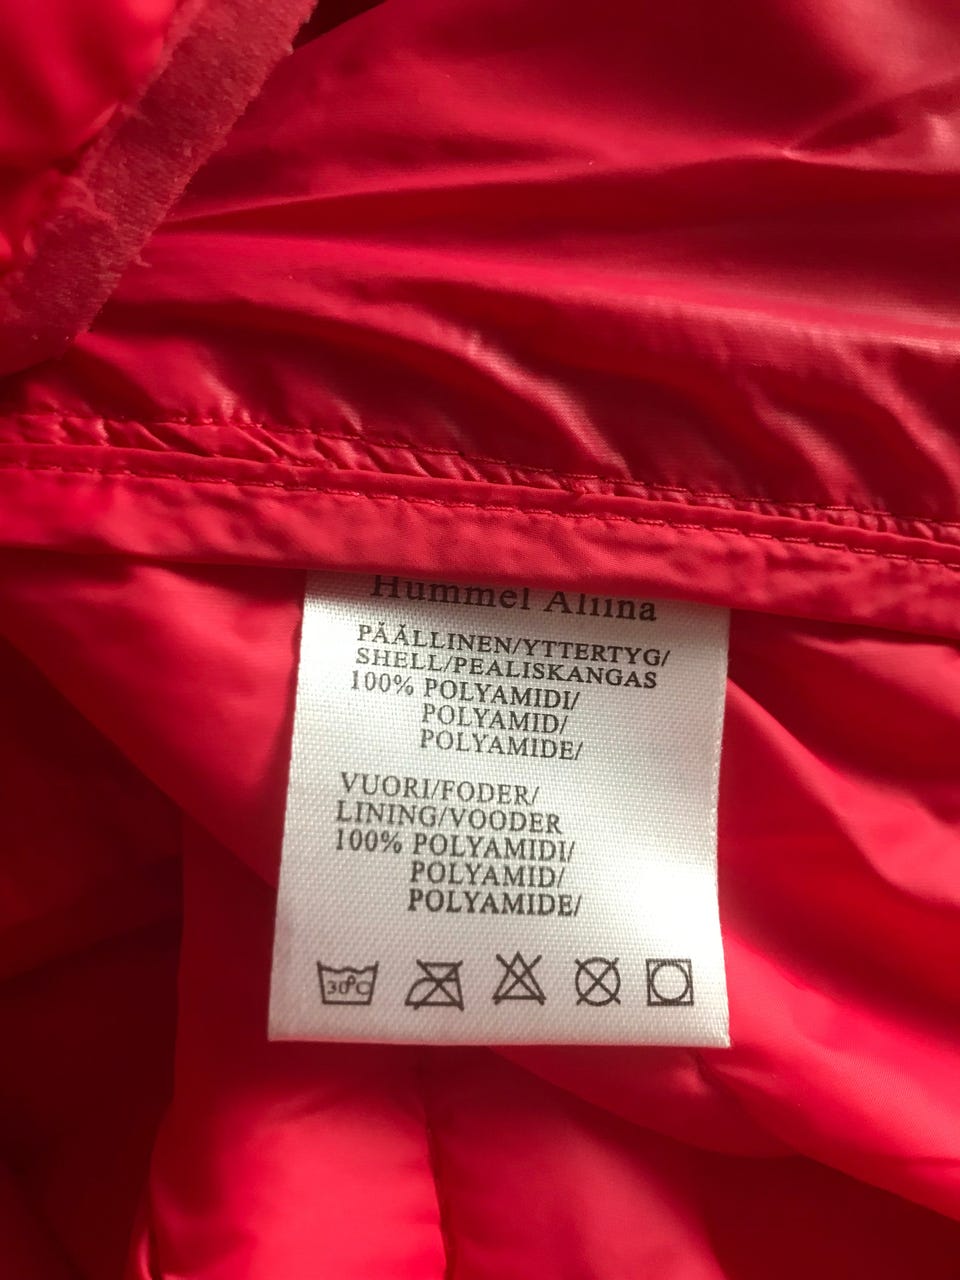 Hummel Aliina
PÄÄLLINEN/YTTERTYG/
SHELL/PEALISKANGAS
100% POLYAMIDI/
POLYAMID/
POLYAMIDE/
VUORI/FODER/
LINING/VOODER
100% POLYAMIDI/
POLYAMID/
POLYAMIDE/
30°C